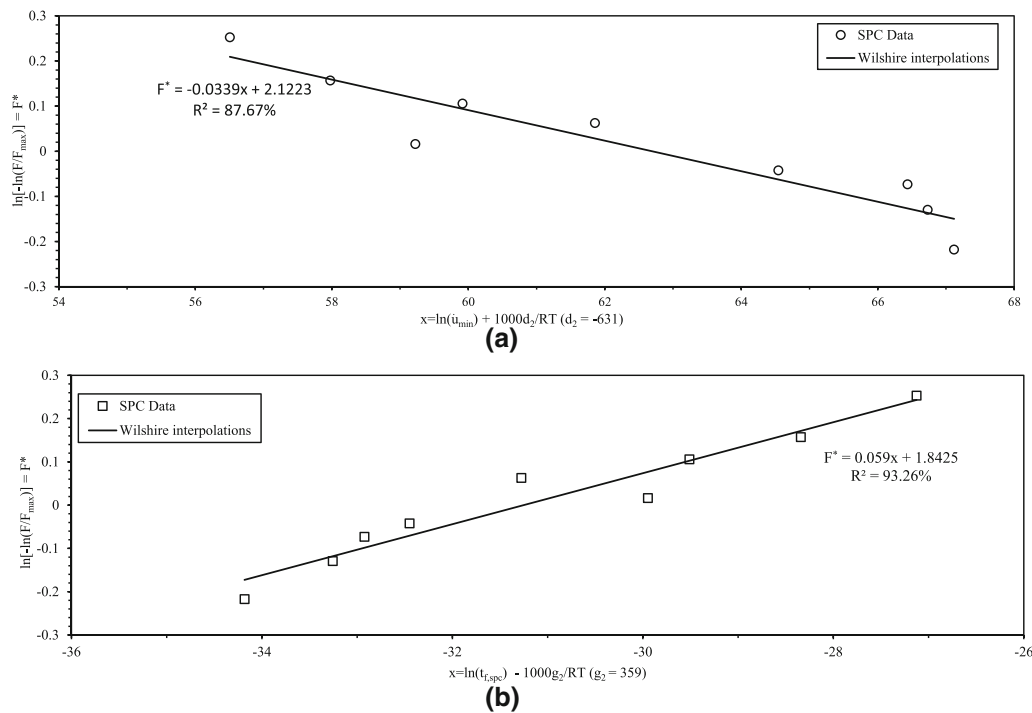 0.3
0.2
0.1
0
-0.1
-0.2
-0.3
ln[-ln(F/Fmax)] = F*
F* = -0.0339x + 2.1223
R² = 87.67%
SPC Data
Wilshire interpolations
54 56 58 60 62 64 66 68
x=ln(u̇min) + 1000d2/RT (d2 = -631)
(a)
0.3
0.2
0.1
0
-0.1
-0.2
-0.3
ln[-ln(F/Fmax)] = F*
SPC Data
Wilshire interpolations
F* = 0.059x + 1.8425
R² = 93.26%
-36 -34 -32 -30 -28 -26
x=ln(tf,spc) - 1000g2/RT (g2 = 359)
(b)